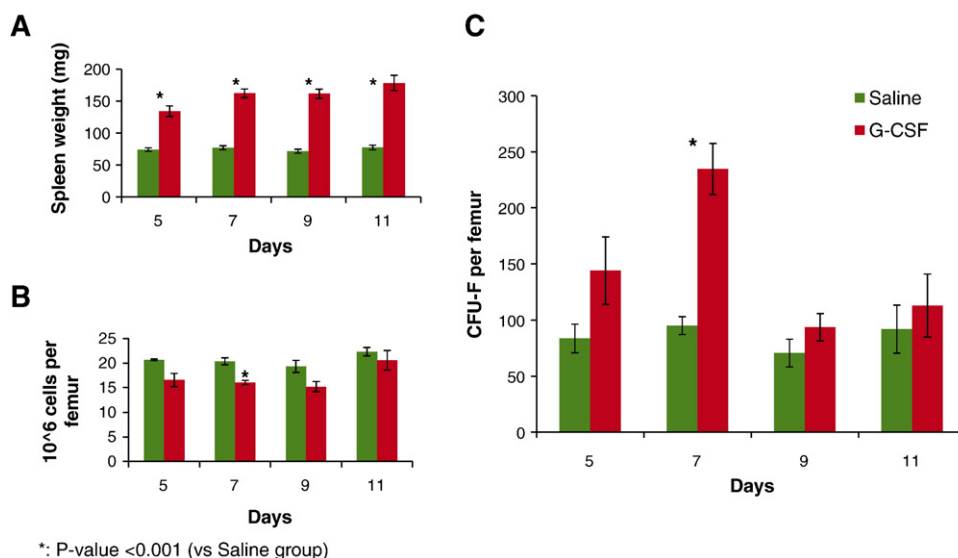 A
Spleen weight (mg)
200
150
100
50
0
* * * *
5 7 9 11
Days
B
10^6 cells per
femur
25
20
15
10
5
0
*
5 7 9 11
Days
*: P-value <0.001 (vs Saline group)
C
CFU-F per femur
300
250
200
150
100
50
0
Saline
G-CSF
*
5 7 9 11
Days